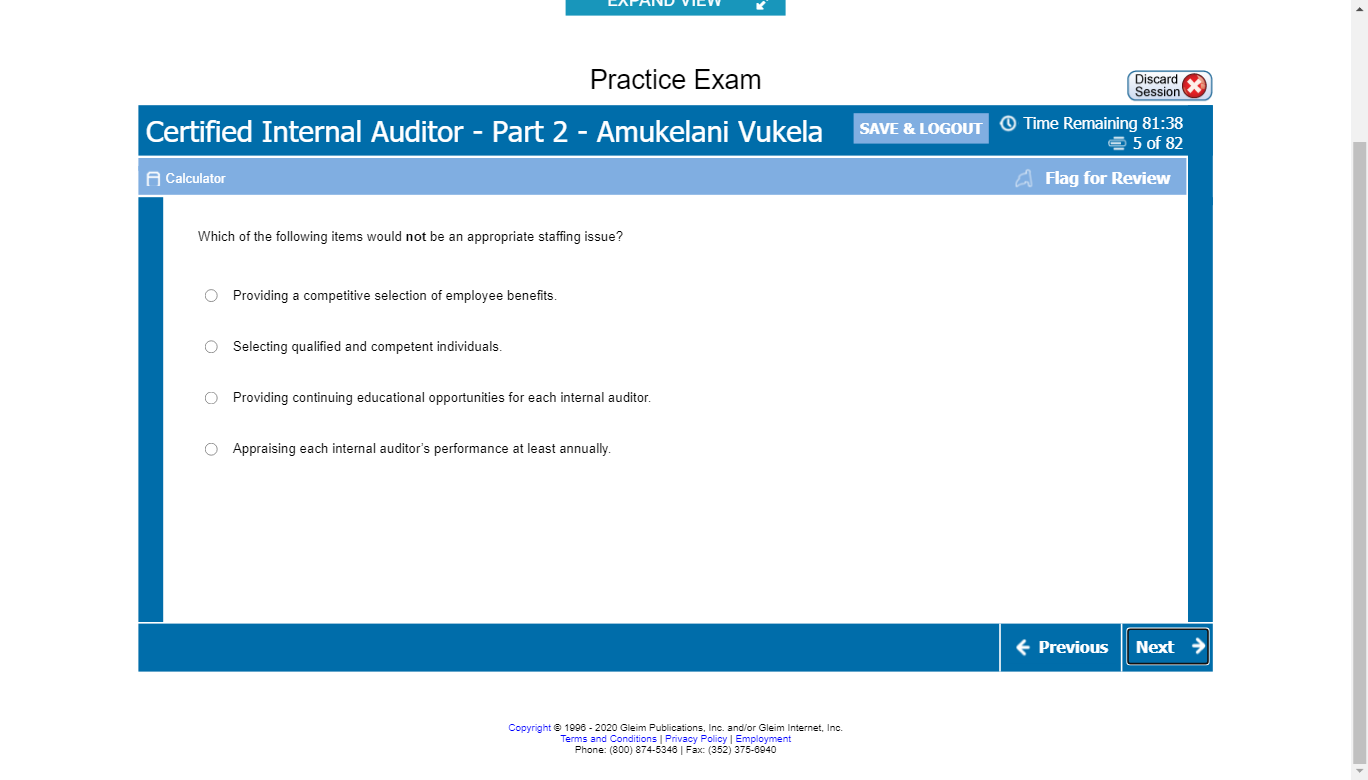 EXPAND VIEW
Practice Exam
Discard
Session
Certified Internal Auditor - Part 2 - Amukelani Vukela
SAVE & LOGOUT
Time Remaining 81:38
5 of 82
Calculator
Flag for Review
Which of the following items would not be an appropriate staffing issue?
Providing a competitive selection of employee benefits.
Selecting qualified and competent individuals.
Providing continuing educational opportunities for each internal auditor.
Appraising each internal auditor's performance at least annually.
Previous
Next
Copyright © 1996 - 2020 Gleim Publications, Inc. and/or Gleim Internet, Inc.
Terms and Conditions | Privacy Policy | Employment
Phone: (800) 874-5346 | Fax: (352) 375-6940